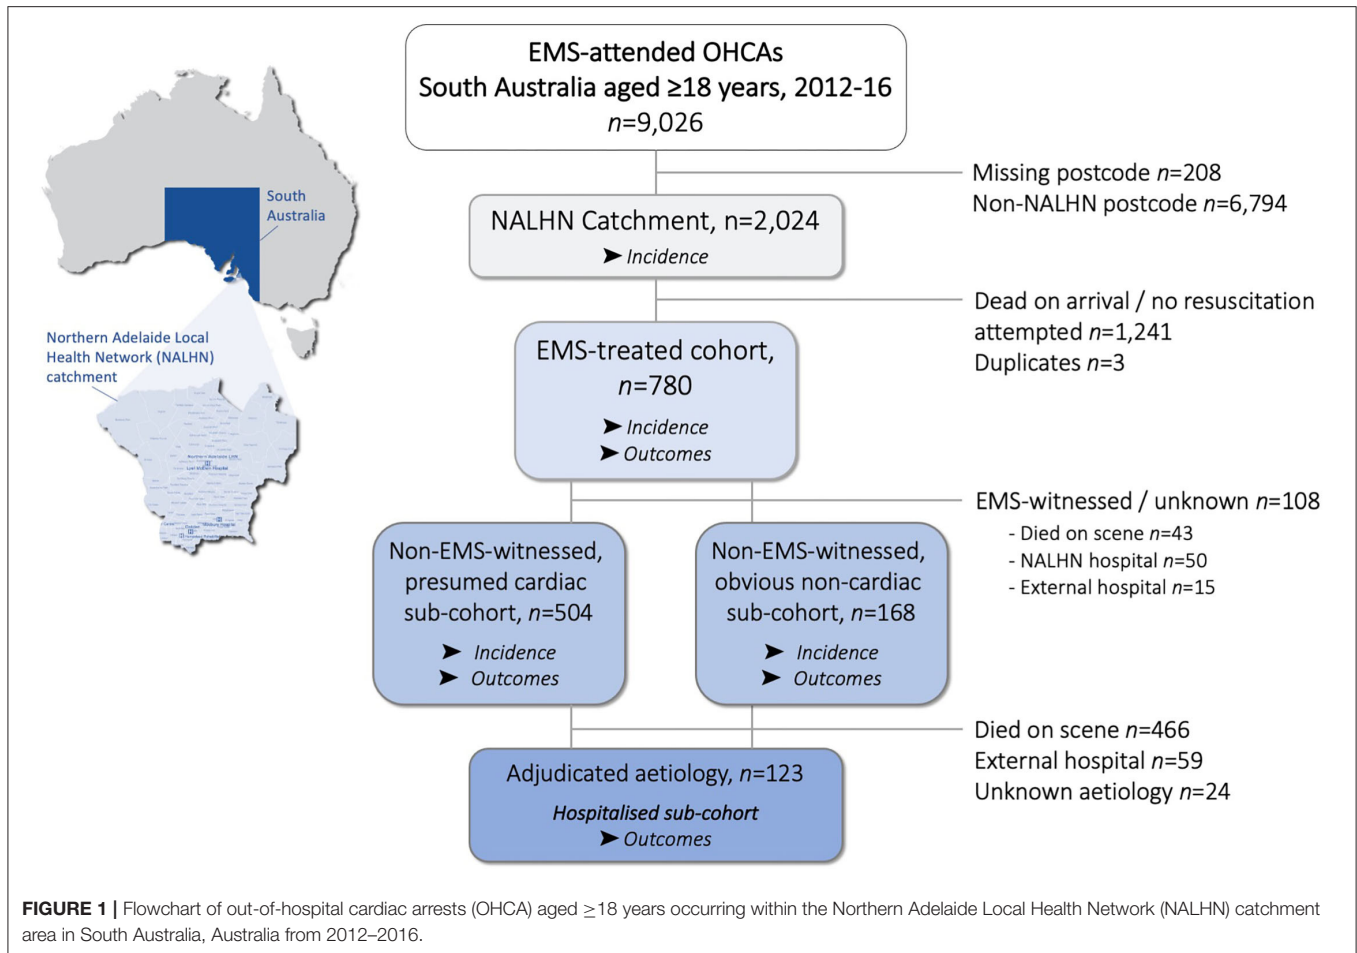 EMS-attended OHCAs
South Australia aged ≥18 years, 2012-16
n=9,026
Missing postcode n=208
Non-NALHN postcode n=6,794
South
Australia
NALHN Catchment, n=2,024
➤ Incidence
Dead on arrival / no resuscitation
attempted n=1,241
Duplicates n=3
Northern Adelaide Local
Health Network (NALHN)
catchment
EMS-treated cohort,
n=780
➤ Incidence
➤ Outcomes
EMS-witnessed / unknown n=108
- Died on scene n=43
- NALHN hospital n=50
- External hospital n=15
Non-EMS-witnessed,
presumed cardiac
sub-cohort, n=504
➤ Incidence
➤ Outcomes
Non-EMS-witnessed,
obvious non-cardiac
sub-cohort, n=168
➤ Incidence
➤ Outcomes
Died on scene n=466
External hospital n=59
Unknown aetiology n=24
Adjudicated aetiology, n=123
Hospitalised sub-cohort
➤ Outcomes
FIGURE 1 | Flowchart of out-of-hospital cardiac arrests (OHCA) aged ≥18 years occurring within the Northern Adelaide Local Health Network (NALHN) catchment
area in South Australia, Australia from 2012–2016.